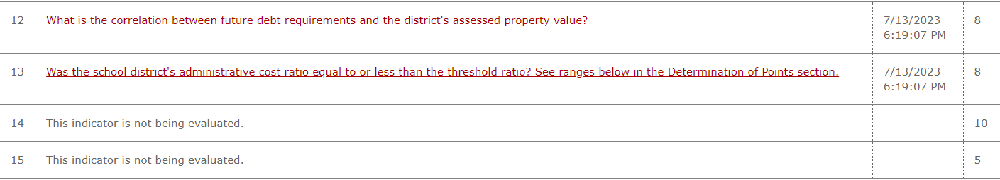 12 What is the correlation between future debt requirements and the district's assessed property value? 7/13/2023 8
6:19:07 PM
13 Was the school district's administrative cost ratio equal to or less than the threshold ratio? See ranges below in the Determination of Points section. 7/13/2023 8
6:19:07 PM
14 This indicator is not being evaluated. 10
15 This indicator is not being evaluated. 5